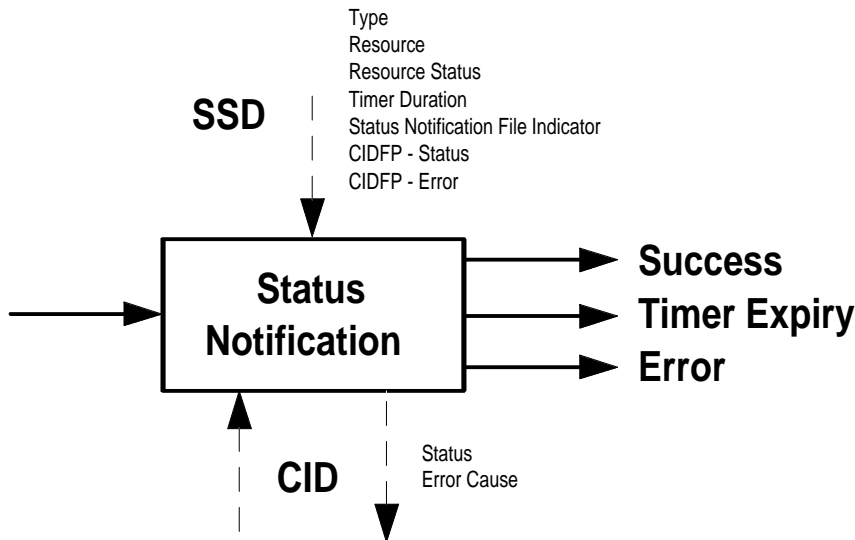 Type
Resource
Resource Status
Timer Duration
Status Notification File Indicator
CIDFP - Status
CIDFP - Error
SSD
Status
Notification
Success
Timer Expiry
Error
CID
Status
Error Cause